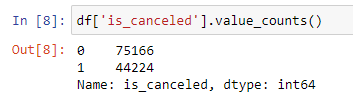 In [8]: df['is_canceled'].value_counts()
Out[8]: 0    75166
1    44224
Name: is_canceled, dtype: int64